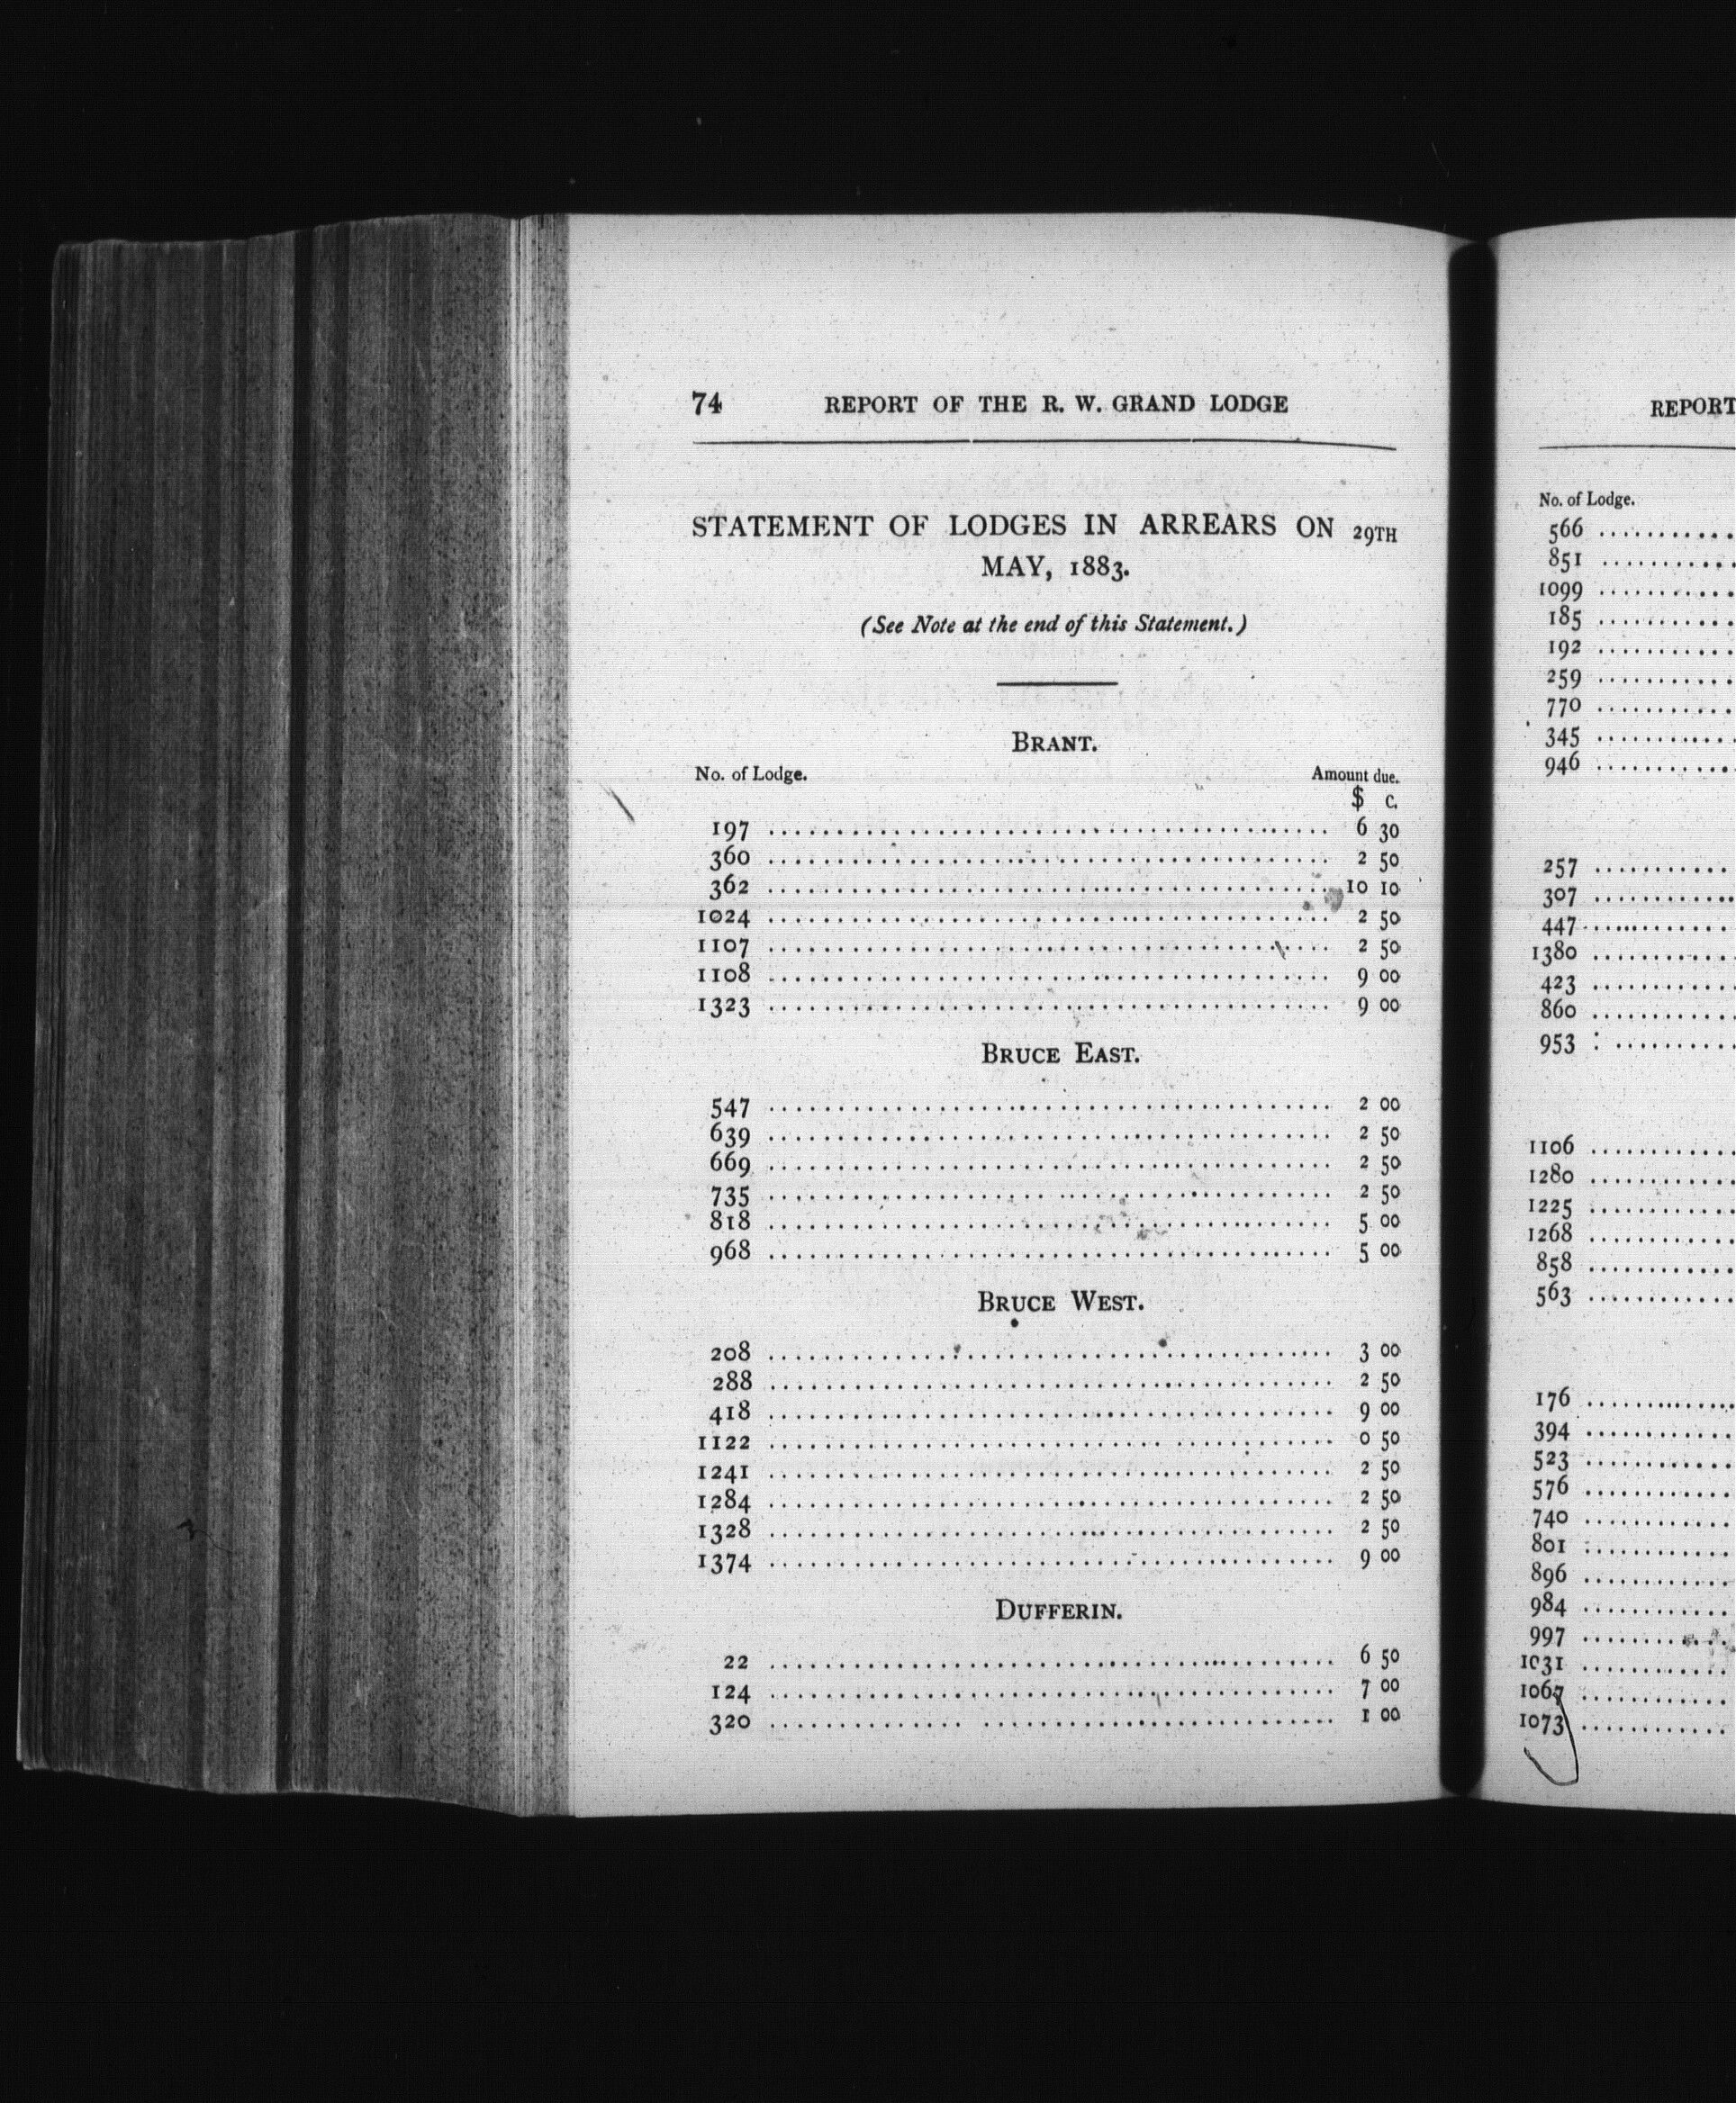 74 REPORT OF THE R. W. GRAND LODGE
STATEMENT OF LODGES IN ARREARS ON 29TH
MAY, 1883.
(See Note at the end of this Statement.)
BRANT.
No. of Lodge. Amount due.
$ c.
197 ........................................ 6 30
360 ........................................ 2 50
362 ........................................ 10 10
1024 ........................................ 2 50
1107 ........................................ 2 50
1108 ........................................ 9 00
1323 ........................................ 9 00
BRUCE EAST.
547 ........................................ 2 00
639 ........................................ 2 50
669 ........................................ 2 50
735 ........................................ 2 50
818 ........................................ 5 00
968 ........................................ 5 00
BRUCE WEST.
208 ........................................ 3 00
288 ........................................ 2 50
418 ........................................ 9 00
1122 ........................................ 0 50
1241 ........................................ 2 50
1284 ........................................ 2 50
1328 ........................................ 2 50
1374 ........................................ 9 00
DUFFERIN.
22 ........................................ 6 50
124 ........................................ 7 00
320 ........................................ 1 00
REPORT
No. of Lodge.
566 ...........
851 ...........
1099 ...........
185 ...........
192 ...........
259 ...........
770 ...........
345 ...........
946 ...........
257 ...........
307 ...........
447 ...........
1380 ...........
423 ...........
860 ...........
953 ...........
1106 ...........
1280 ...........
1225 ...........
1268 ...........
858 ...........
563 ...........
176 ...........
394 ...........
523 ...........
576 ...........
740 ...........
801 ...........
896 ...........
984 ...........
997 ...........
1031 ...........
1067 ...........
1073 ...........